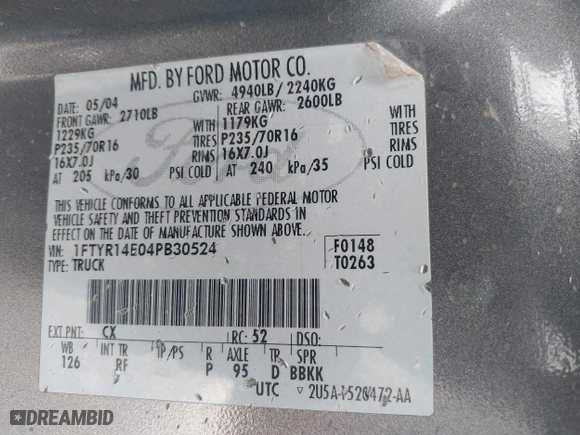 MFD. BY FORD MOTOR CO.
DATE: 05/04 GVWR: 4940LB/ 2240KG
FRONT GAWR: 2710LB REAR GAWR: 2600LB
1229KG WITH 1179KG WITH
P235/70R16 TIRES P235/70R16 TIRES
16X7.0J RIMS 16X7.0J RIMS
AT 205 kPa/30 PSI COLD AT 240 kPa/35 PSI COLD
Ford
THIS VEHICLE CONFORMS TO ALL APPLICABLE FEDERAL MOTOR
VEHICLE SAFETY AND THEFT PREVENTION STANDARDS IN
EFFECT ON THE DATE OF MANUFACTURE SHOWN ABOVE.
VIN: 1FTYR14E04PB30524 F0148
TYPE: TRUCK T0263
EXT PNT: CX RC: 52 DSO:
WB INT TR TP/PS R AXLE TR SPR
126 RF P 95 D BBKK
UTC ▽ 2U5A-1520472-AA
DREAMBID